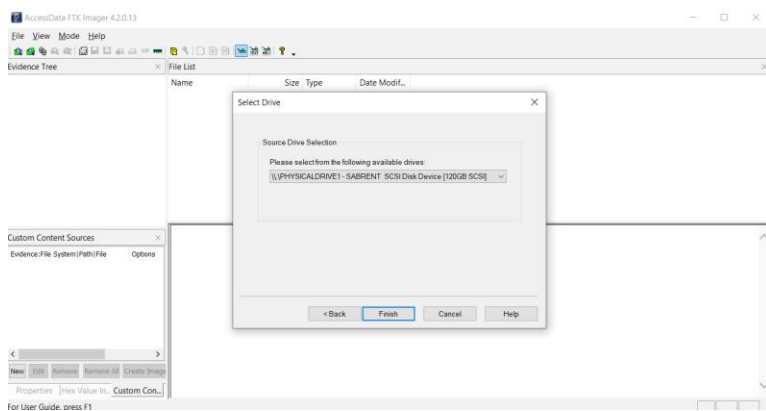 AccessData FTK Imager 4.2.0.13
File View Mode Help
Evidence Tree
File List
Name Size Type Date Modif...
Select Drive
Source Drive Selection
Please select from the following available drives:
\\.\PHYSICALDRIVE1 - SABRENT SCSI Disk Device [120GB SCSI]
< Back Finish Cancel Help
Custom Content Sources
Evidence:File System|Path|File Options
New Edit Remove Remove All Create Image
Properties Hex Value In... Custom Con...
For User Guide, press F1